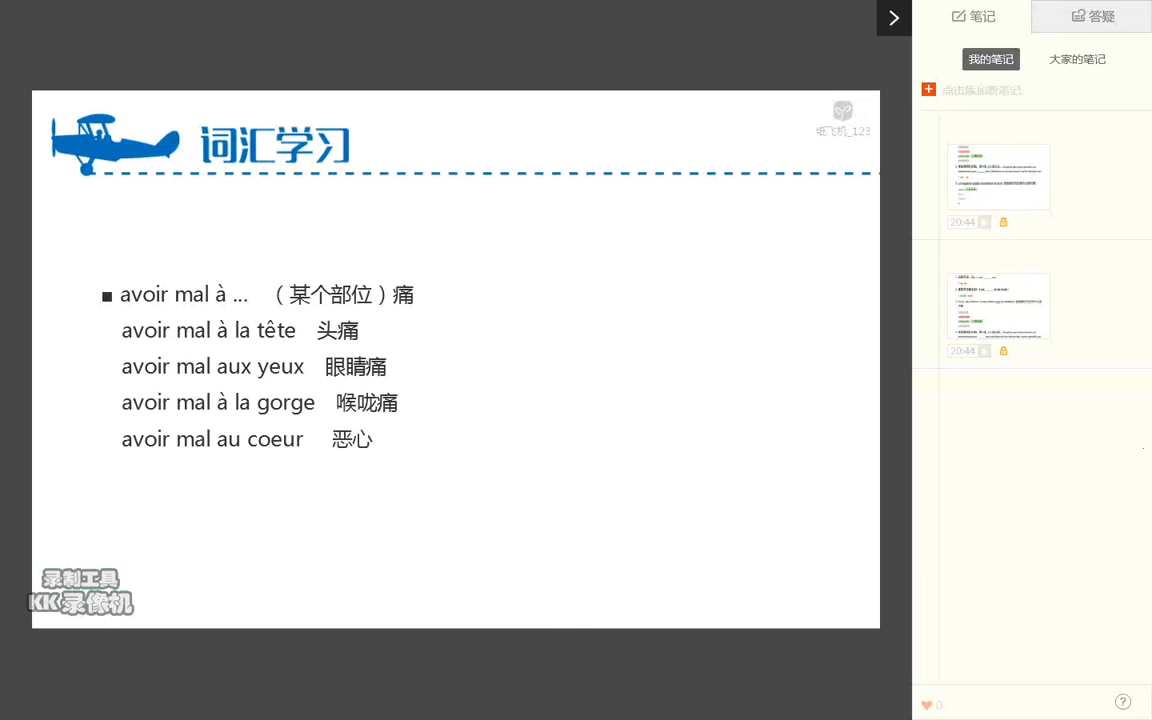 笔记
答疑
我的笔记
大家的笔记
点击添加新笔记
词汇学习
纸飞机_123
■ avoir mal à ... （某个部位）痛
avoir mal à la tête 头痛
avoir mal aux yeux 眼睛痛
avoir mal à la gorge 喉咙痛
avoir mal au coeur 恶心
录制工具
KK录像机
20:44
20:44
0